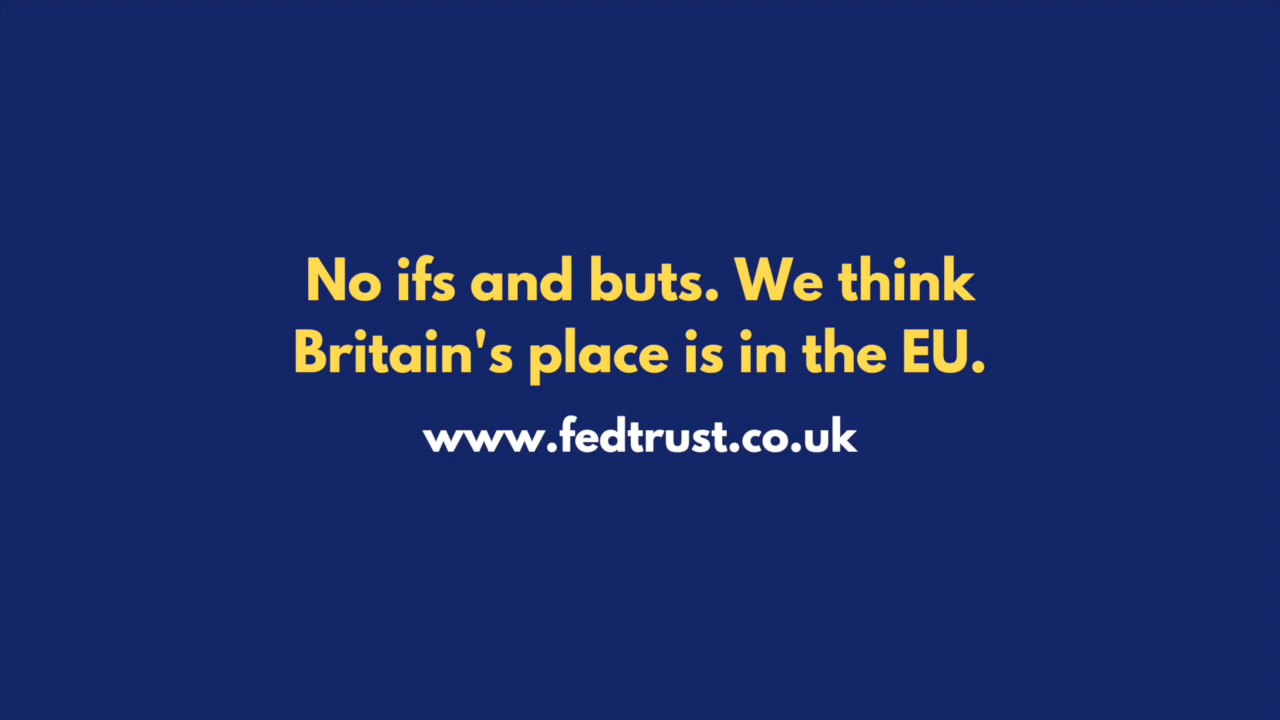 No ifs and buts. We think
Britain's place is in the EU.
www.fedtrust.co.uk